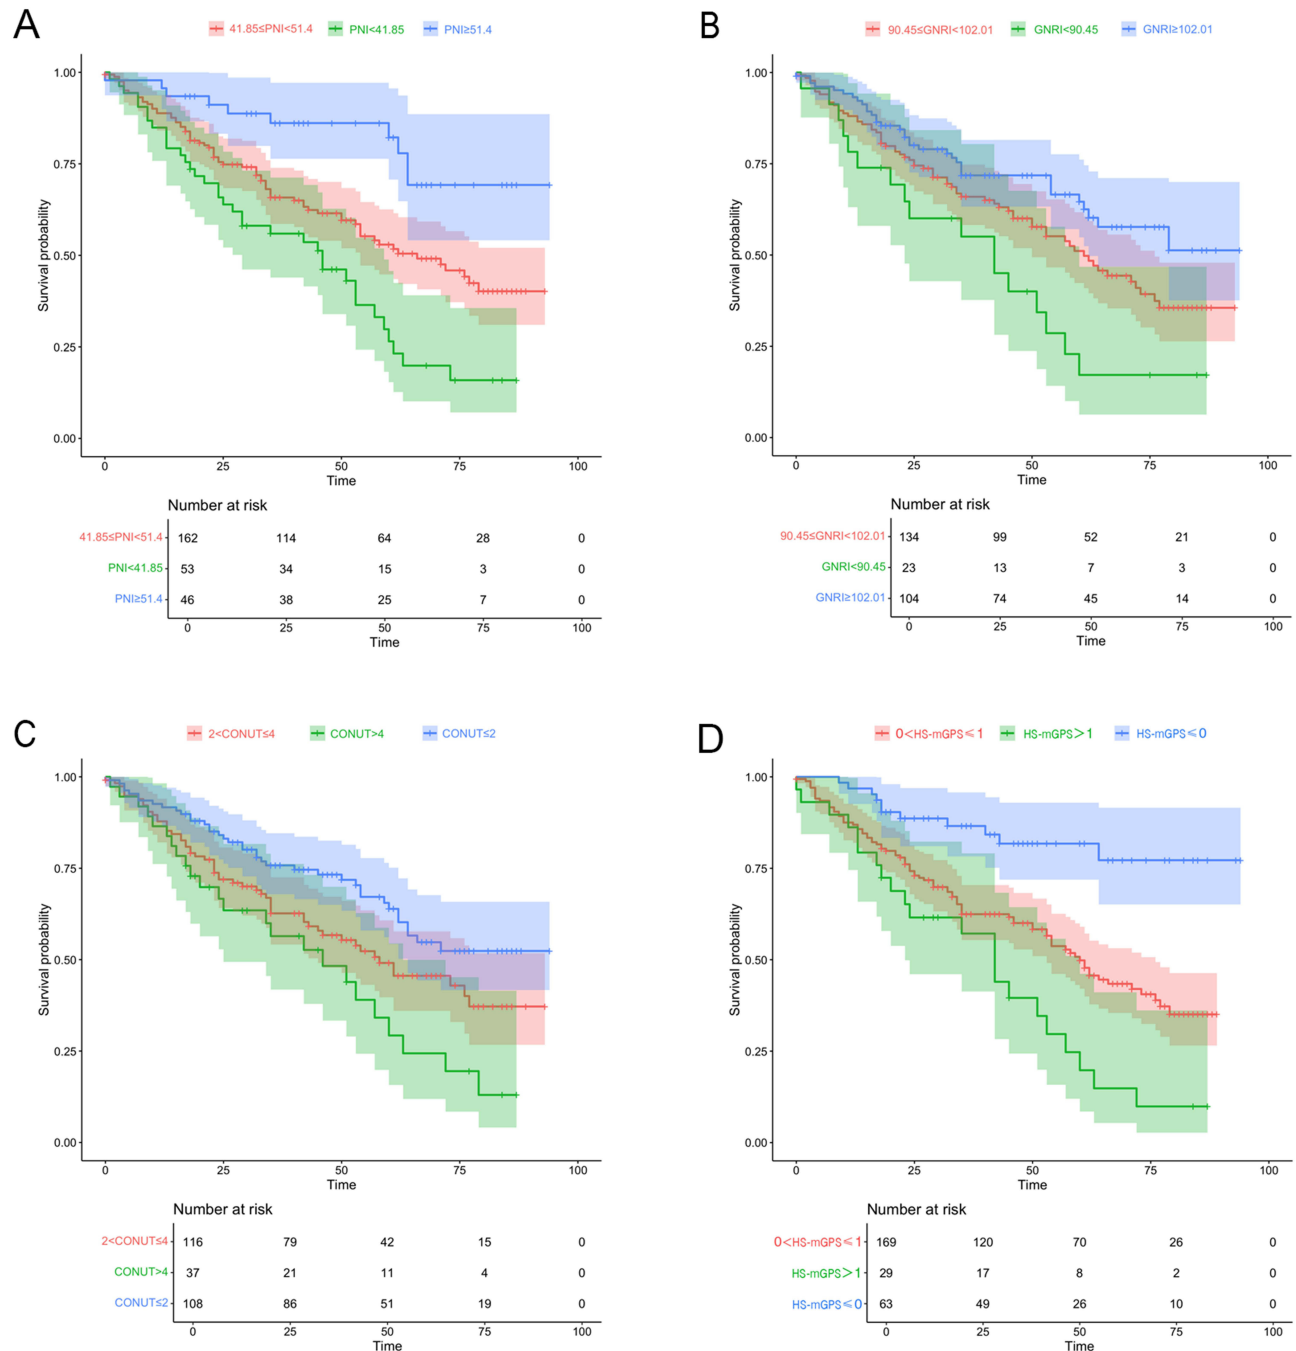 A
41.85≤PNI<51.4 PNI<41.85 PNI≥51.4
Survival probability
1.00
0.75
0.50
0.25
0.00
0 25 50 75 100
Time
Number at risk
41.85≤PNI<51.4 162 114 64 28 0
PNI<41.85 53 34 15 3 0
PNI≥51.4 46 38 25 7 0
0 25 50 75 100
Time
B
90.45≤GNRI<102.01 GNRI<90.45 GNRI≥102.01
Survival probability
1.00
0.75
0.50
0.25
0.00
0 25 50 75 100
Time
Number at risk
90.45≤GNRI<102.01 134 99 52 21 0
GNRI<90.45 23 13 7 3 0
GNRI≥102.01 104 74 45 14 0
0 25 50 75 100
Time
C
2<CONUT≤4 CONUT>4 CONUT≤2
Survival probability
1.00
0.75
0.50
0.25
0.00
0 25 50 75 100
Time
Number at risk
2<CONUT≤4 116 79 42 15 0
CONUT>4 37 21 11 4 0
CONUT≤2 108 86 51 19 0
0 25 50 75 100
Time
D
0<HS-mGPS≤1 HS-mGPS>1 HS-mGPS≤0
Survival probability
1.00
0.75
0.50
0.25
0.00
0 25 50 75 100
Time
Number at risk
0<HS-mGPS≤1 169 120 70 26 0
HS-mGPS>1 29 17 8 2 0
HS-mGPS≤0 63 49 26 10 0
0 25 50 75 100
Time